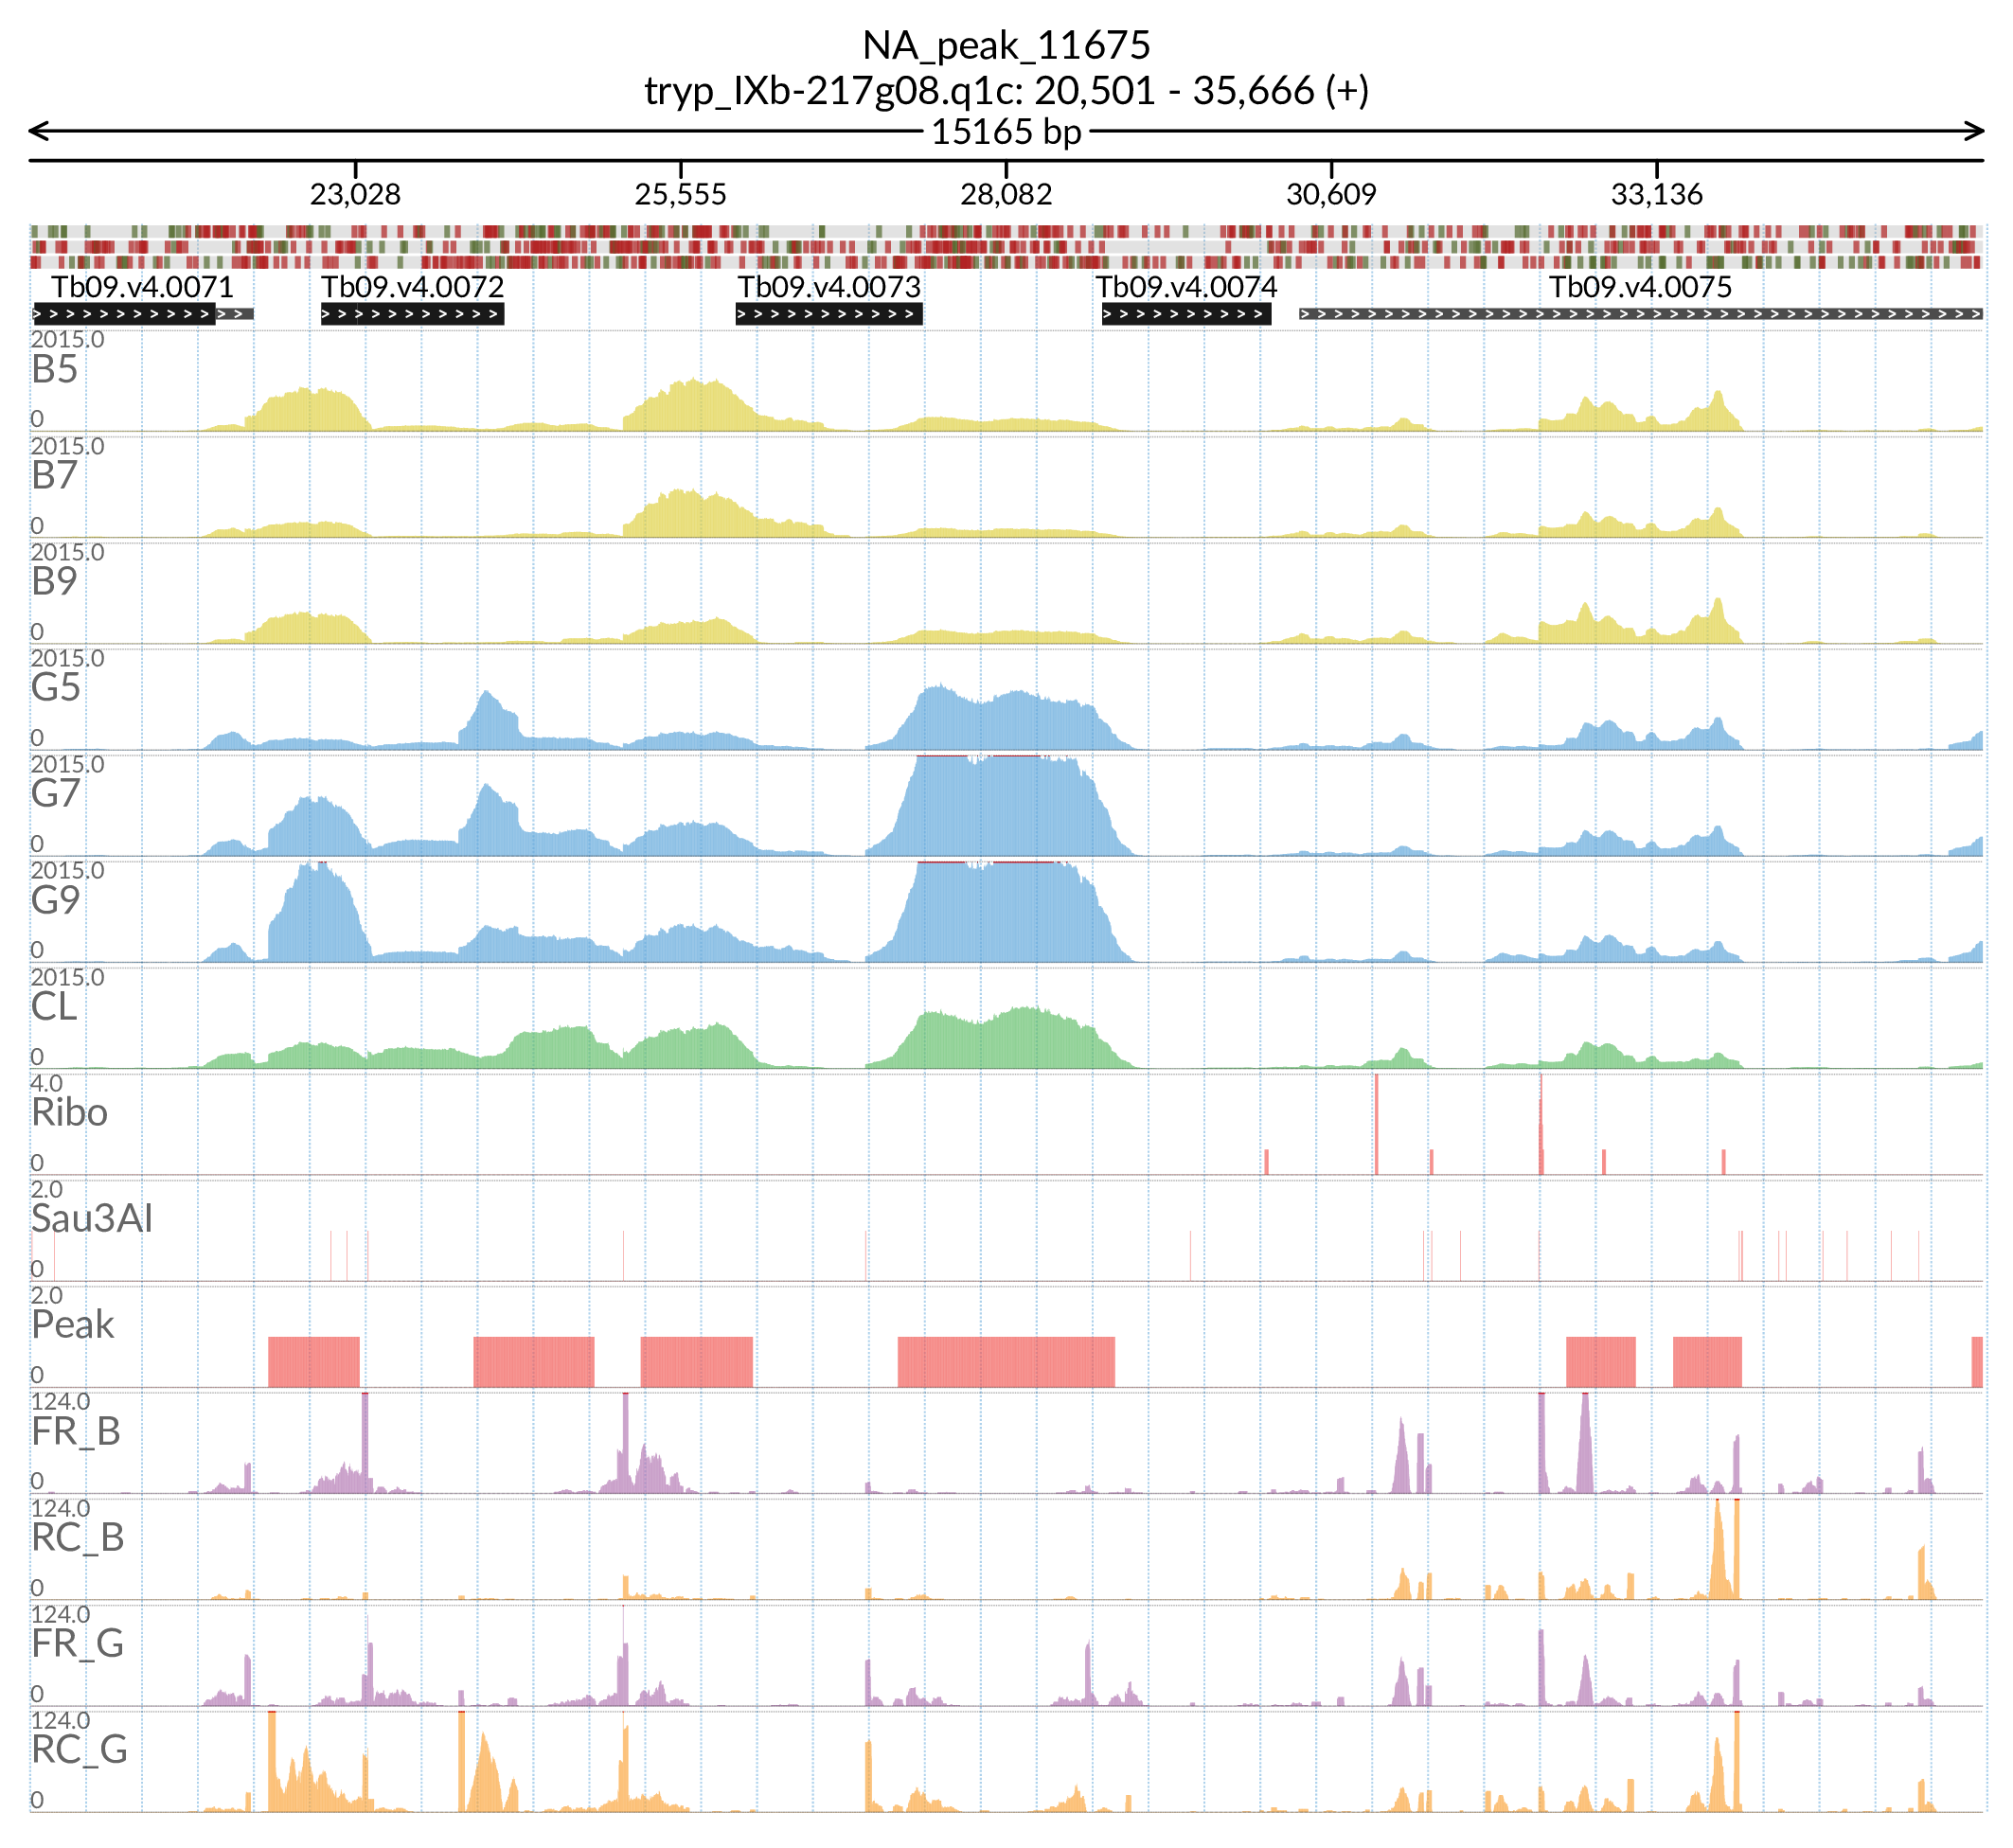 NA_peak_11675
tryp_IXb-217g08.q1c: 20,501 - 35,666 (+)
15165 bp
23,028 25,555 28,082 30,609 33,136
Tb09.v4.0071 Tb09.v4.0072 Tb09.v4.0073 Tb09.v4.0074 Tb09.v4.0075
2015.0
B5
0
2015.0
B7
0
2015.0
B9
0
2015.0
G5
0
2015.0
G7
0
2015.0
G9
0
2015.0
CL
0
4.0
Ribo
0
2.0
Sau3AI
0
2.0
Peak
0
124.0
FR_B
0
124.0
RC_B
0
124.0
FR_G
0
124.0
RC_G
0